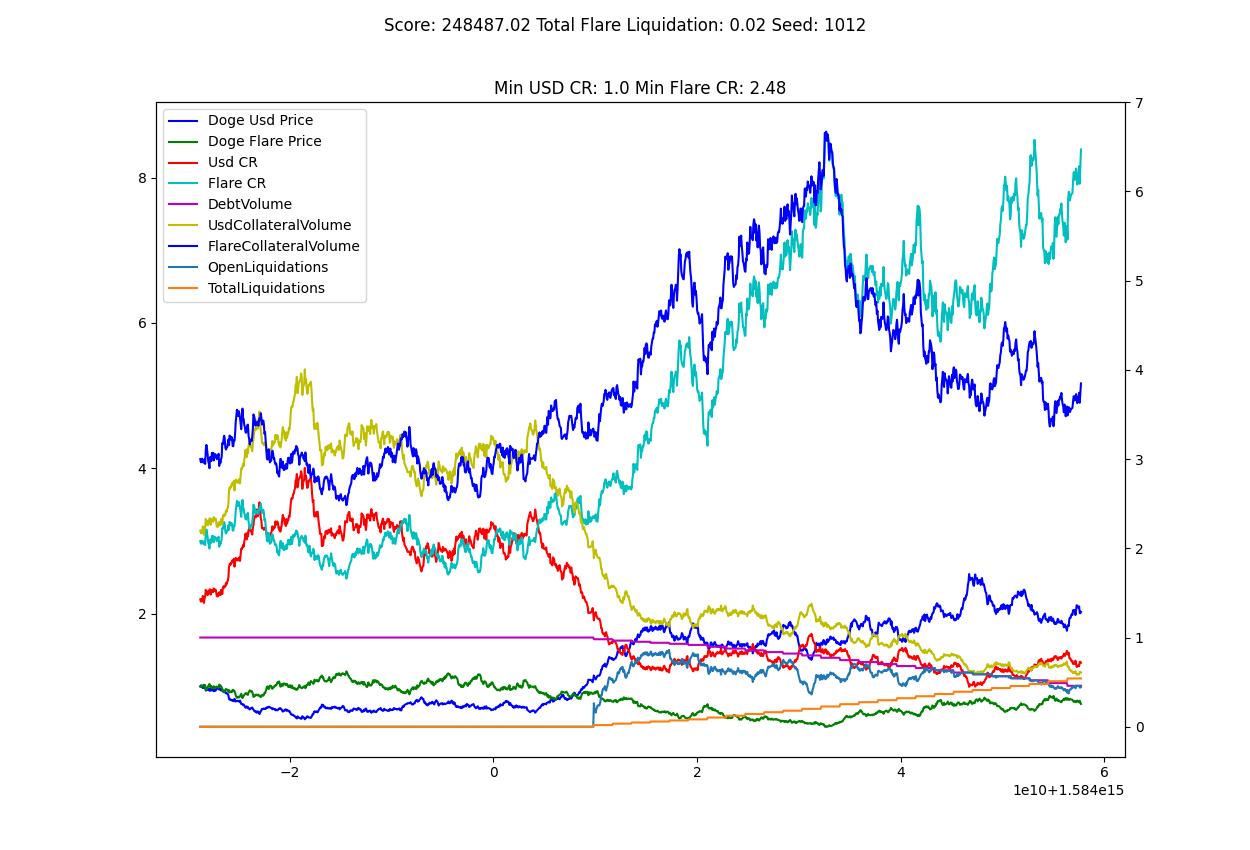 Score: 248487.02 Total Flare Liquidation: 0.02 Seed: 1012
Min USD CR: 1.0 Min Flare CR: 2.48
Doge Usd Price
Doge Flare Price
Usd CR
Flare CR
DebtVolume
UsdCollateralVolume
FlareCollateralVolume
OpenLiquidations
TotalLiquidations
8
6
4
2
7
6
5
4
3
2
1
0
−2
0
2
4
6
1e10+1.584e15